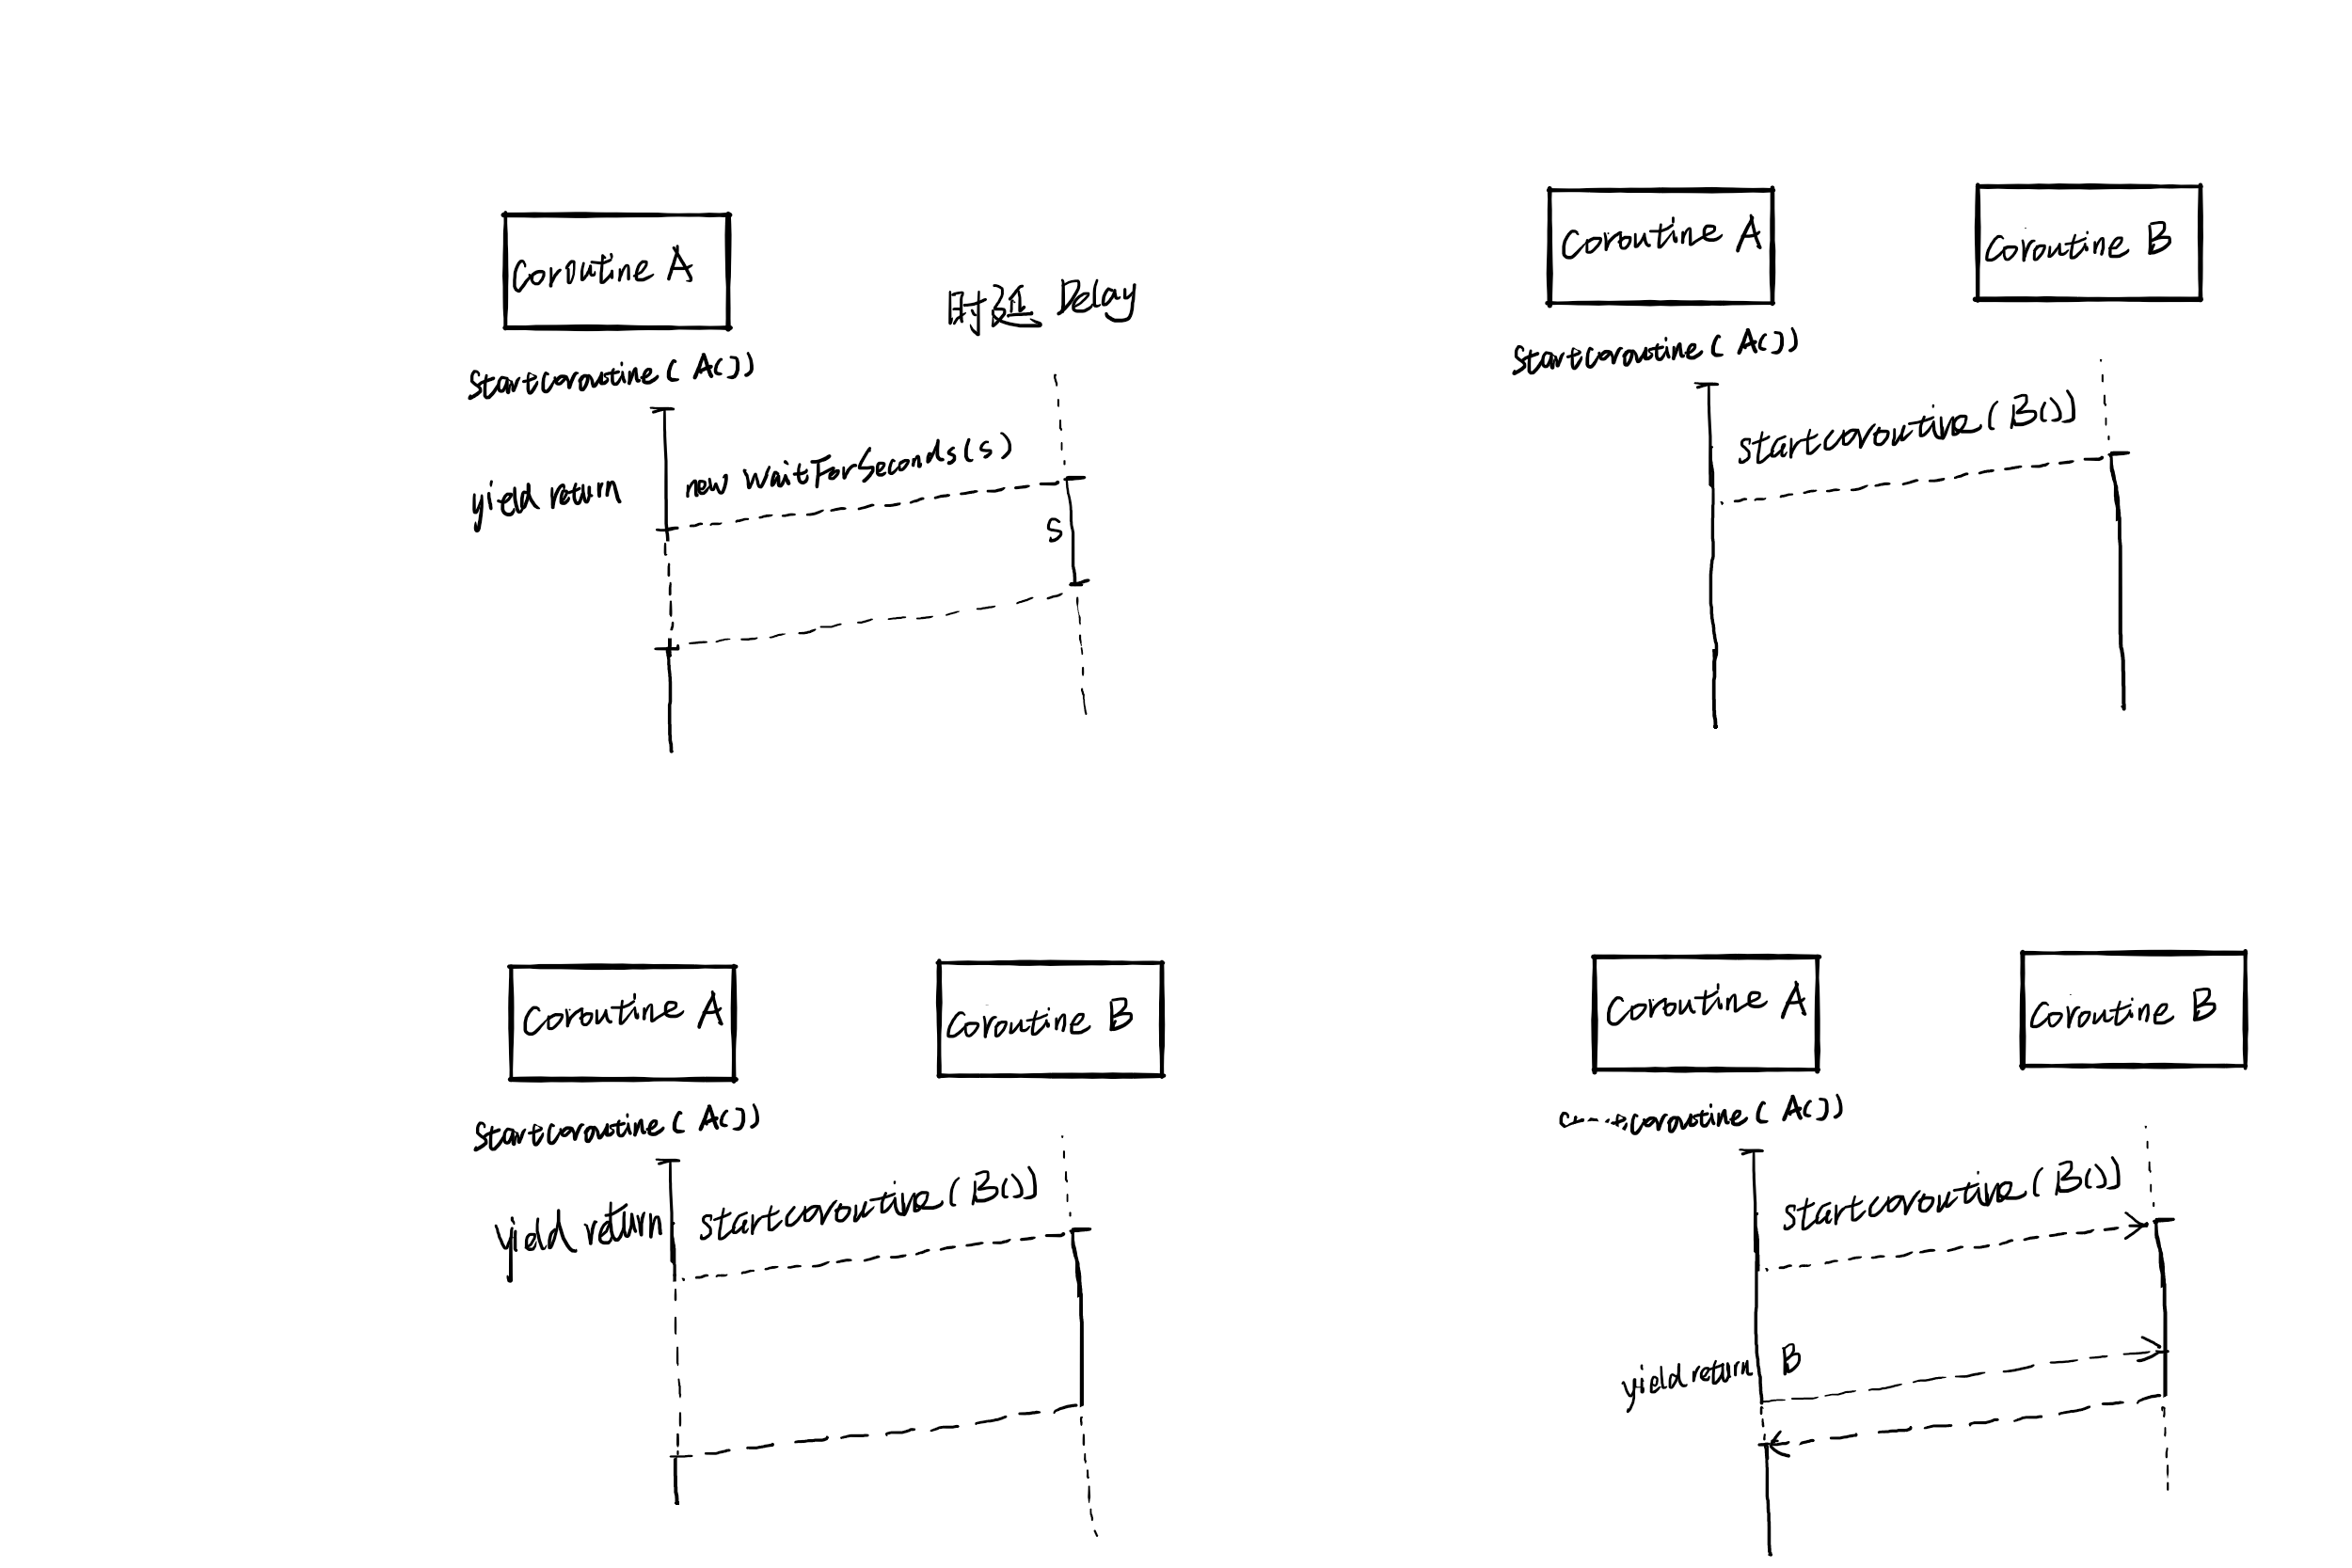 Coroutine A
时延 Delay
startcoroutine(A())
new WaitForSeconds(s)
yield return
s
Coroutine A
Coroutine B
startcoroutine(A())
startcoroutine(B())
Coroutine A
Coroutine B
startcoroutine(A())
startcoroutine(B())
yield return
Coroutine A
Coroutine B
coroutine(A())
startcoroutine(B())
yield return B